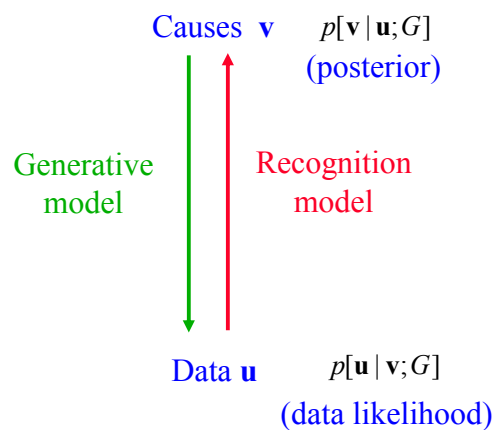 Causes v p[v | u; G]
(posterior)
Generative
model
Recognition
model
Data u p[u | v; G]
(data likelihood)